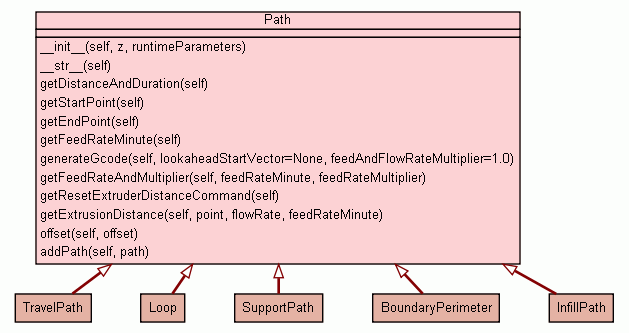 Path
__init__(self, z, runtimeParameters)
__str__(self)
getDistanceAndDuration(self)
getStartPoint(self)
getEndPoint(self)
getFeedRateMinute(self)
generateGcode(self, lookaheadStartVector=None, feedAndFlowRateMultiplier=1.0)
getFeedRateAndMultiplier(self, feedRateMinute, feedRateMultiplier)
getResetExtruderDistanceCommand(self)
getExtrusionDistance(self, point, flowRate, feedRateMinute)
offset(self, offset)
addPath(self, path)
TravelPath Loop SupportPath BoundaryPerimeter InfillPath